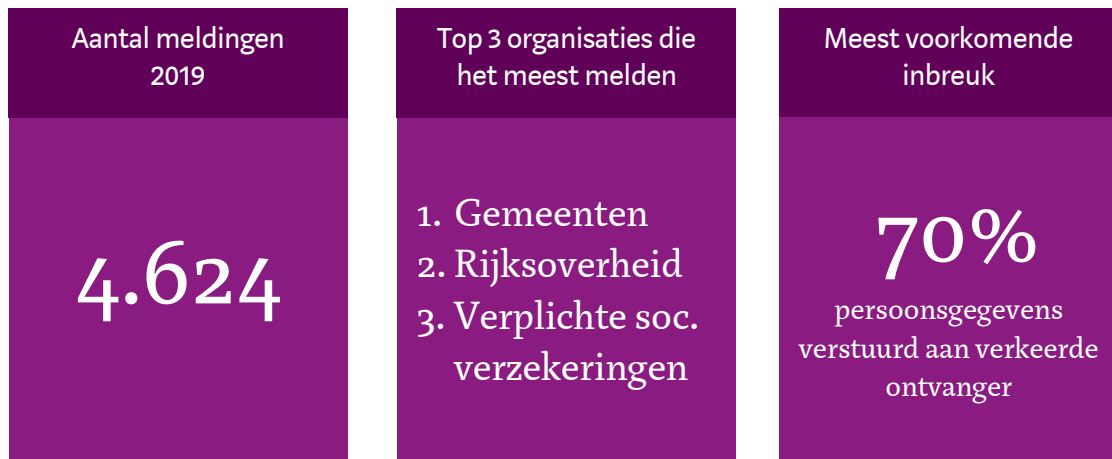 Aantal meldingen
2019
4.624
Top 3 organisaties die
het meest melden
1. Gemeenten
2. Rijksoverheid
3. Verplichte soc.
verzekeringen
Meest voorkomende
inbreuk
70%
persoonsgegevens
verstuurd aan verkeerde
ontvanger